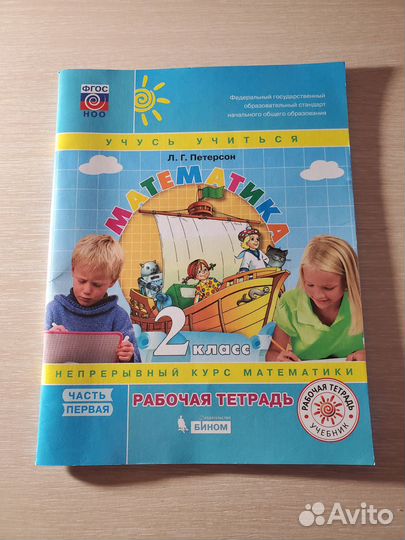 ФГОС
НОО
Федеральный государственный
образовательный стандарт
начального общего образования
УЧУСЬ УЧИТЬСЯ
Л. Г. Петерсон
МАТЕМАТИКА
2 класс
НЕПРЕРЫВНЫЙ КУРС МАТЕМАТИКИ
ЧАСТЬ
ПЕРВАЯ
РАБОЧАЯ ТЕТРАДЬ
Издательство
БИНОМ
РАБОЧАЯ ТЕТРАДЬ
УЧЕБНИК
Avito